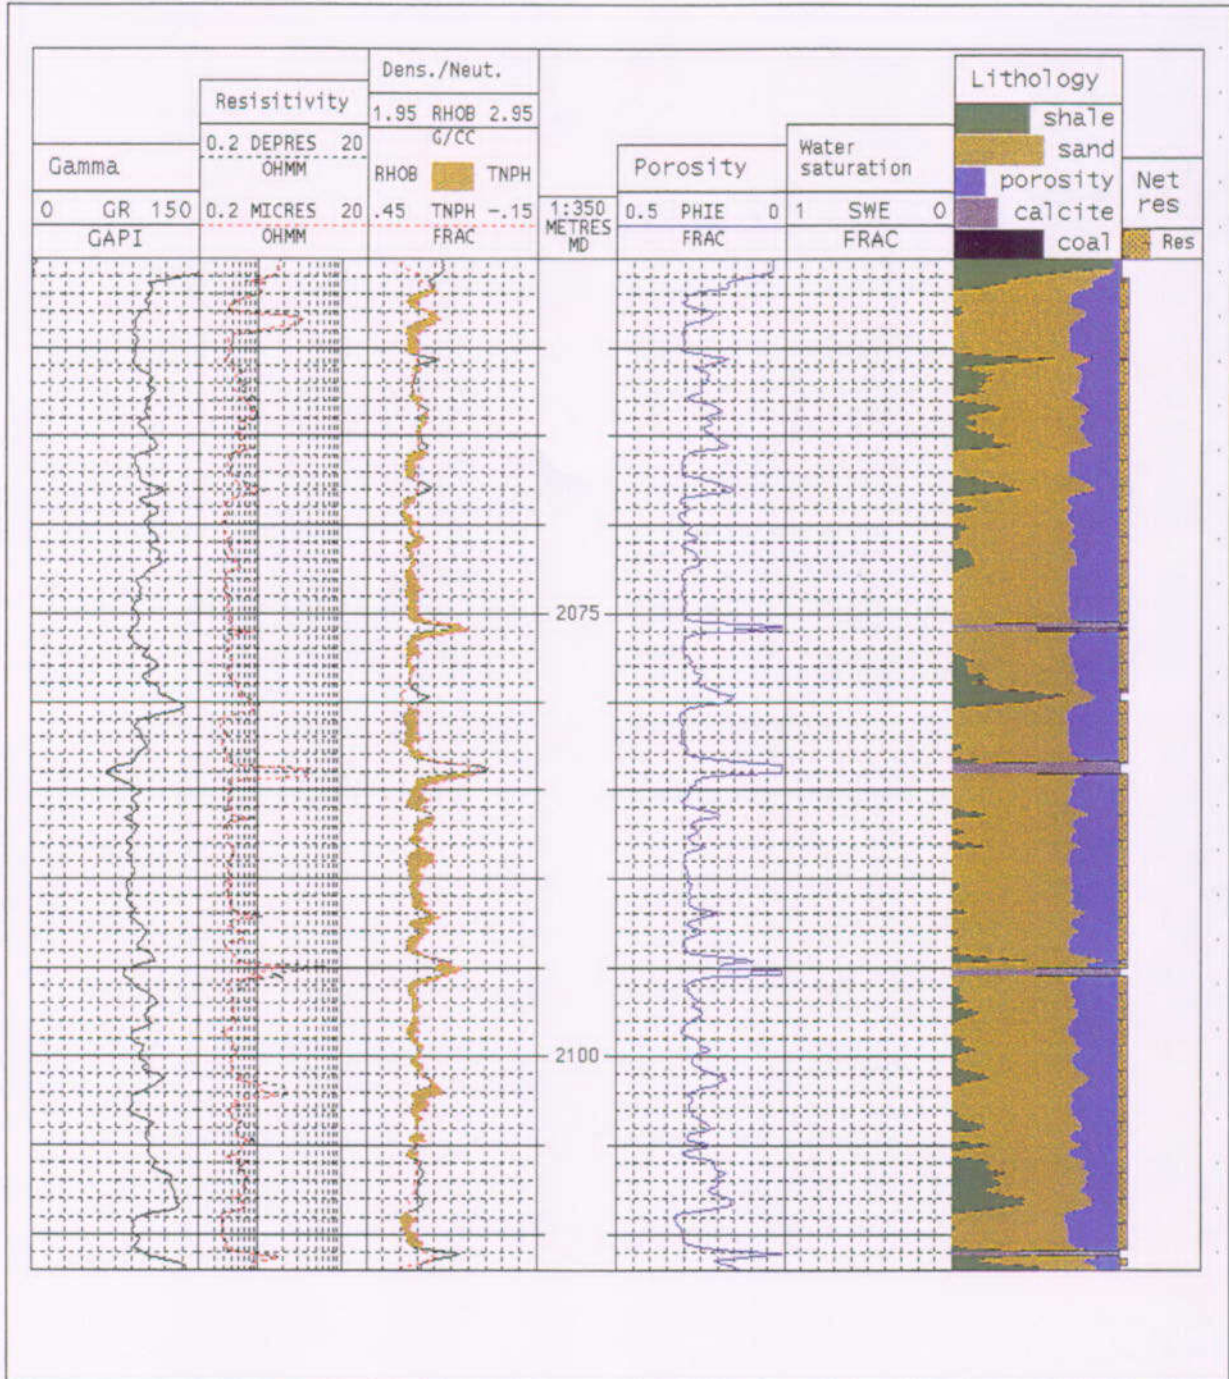 Gamma
0 GR 150
GAPI
Resisitivity
0.2 DEPRES 20
OHMM
0.2 MICRES 20
OHMM
Dens./Neut.
1.95 RHOB 2.95
G/CC
RHOB TNPH
.45 TNPH -.15
FRAC
1:350
METRES
MD
Porosity
0.5 PHIE 0
FRAC
Water
saturation
1 SWE 0
FRAC
Lithology
shale
sand
porosity
calcite
coal
Net
res
Res
2075
2100